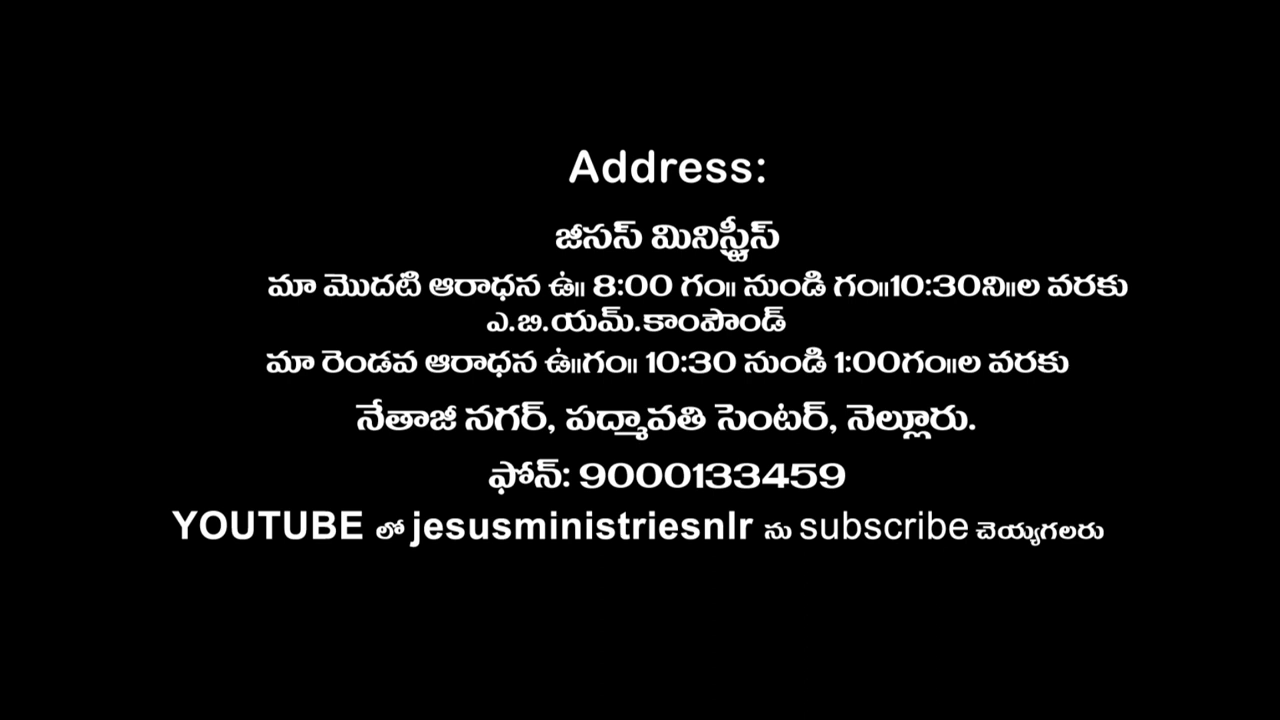 Address:
జీసస్ మినిస్ట్రీస్
మా మొదటి ఆరాధన ఉ॥ 8:00 గం॥ నుండి గం॥10:30ని॥ల వరకు
ఎ.బి.యమ్.కాంపౌండ్
మా రెండవ ఆరాధన ఉ॥గం॥ 10:30 నుండి 1:00గం॥ల వరకు
నేతాజీ నగర్, పద్మావతి సెంటర్, నెల్లూరు.
ఫోన్: 9000133459
YOUTUBE లో jesusministriesnlr ను subscribe చెయ్యగలరు